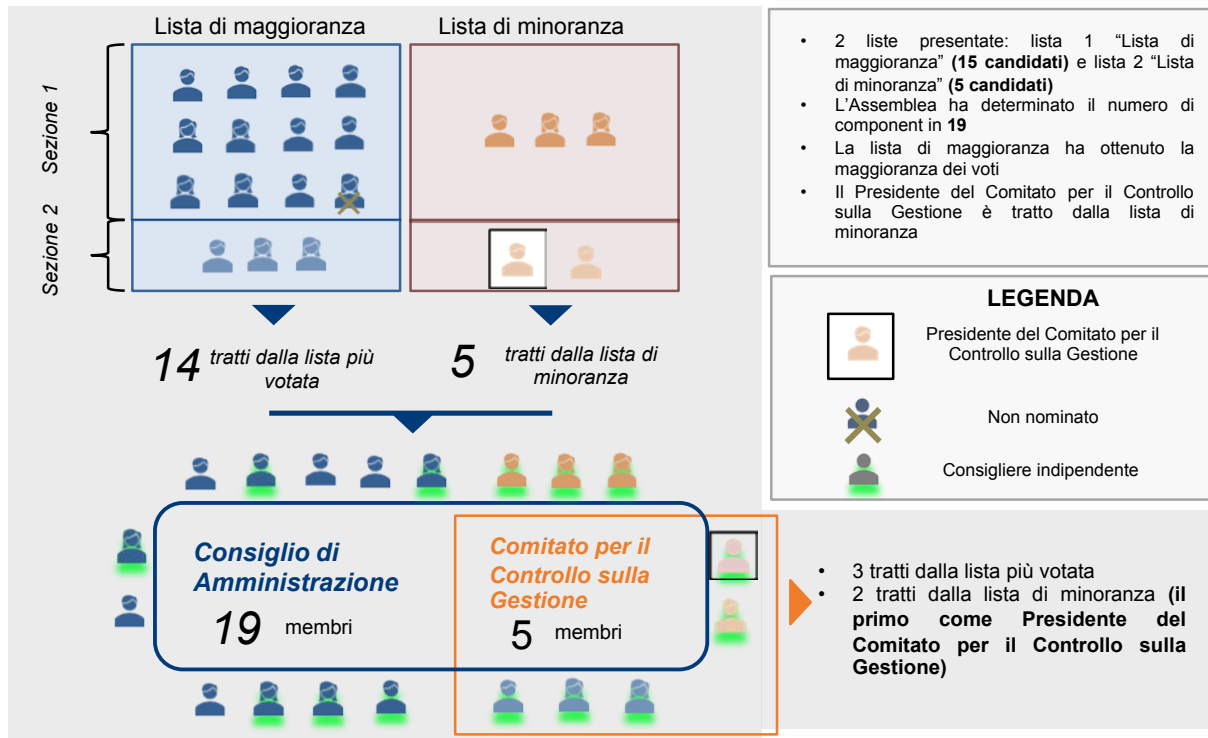 Lista di maggioranza
Lista di minoranza
Sezione 1
Sezione 2
14 tratti dalla lista più
votata
5 tratti dalla lista di
minoranza
Consiglio di
Amministrazione
19 membri
Comitato per il
Controllo sulla
Gestione
5 membri
• 2 liste presentate: lista 1 “Lista di
maggioranza” (15 candidati) e lista 2 “Lista
di minoranza” (5 candidati)
• L’Assemblea ha determinato il numero di
component in 19
• La lista di maggioranza ha ottenuto la
maggioranza dei voti
• Il Presidente del Comitato per il Controllo
sulla Gestione è tratto dalla lista di
minoranza
LEGENDA
Presidente del Comitato per il
Controllo sulla Gestione
Non nominato
Consigliere indipendente
• 3 tratti dalla lista più votata
• 2 tratti dalla lista di minoranza (il
primo come Presidente del
Comitato per il Controllo sulla
Gestione)